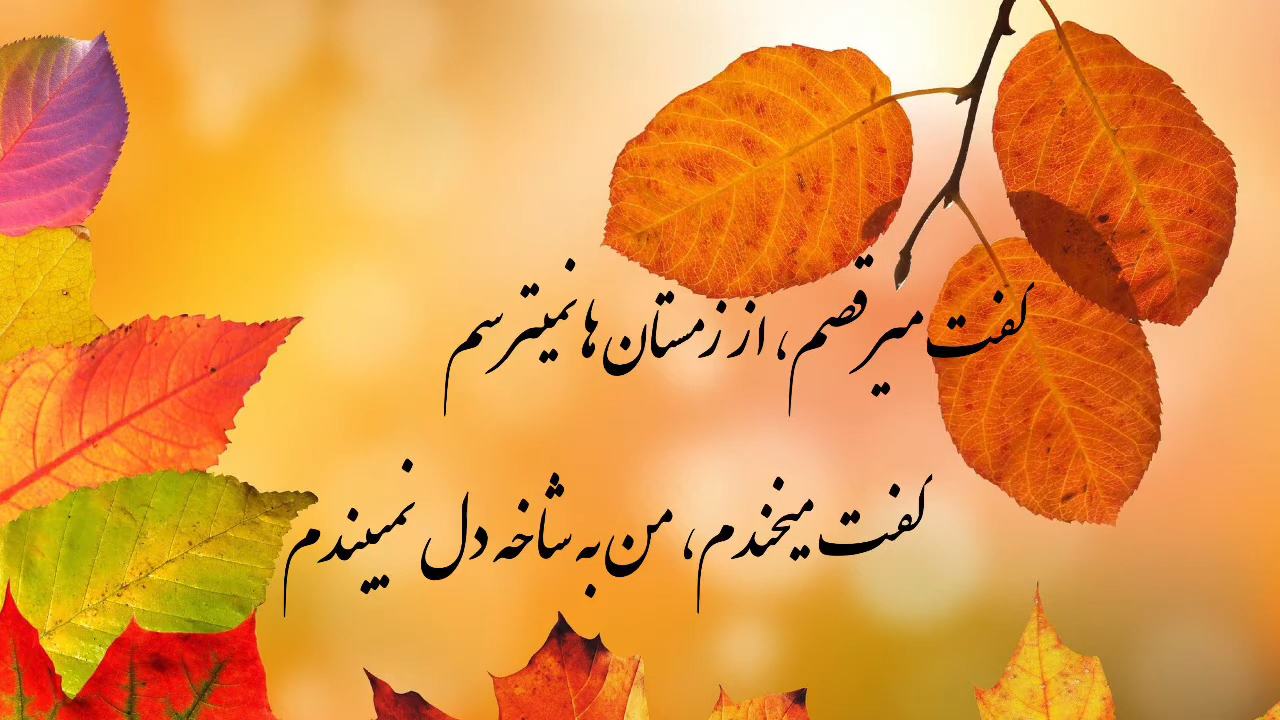 گفت میرقصم، از زمستان ها نمیترسم
گفت میخندم، من به شاخه دل نمیبندم